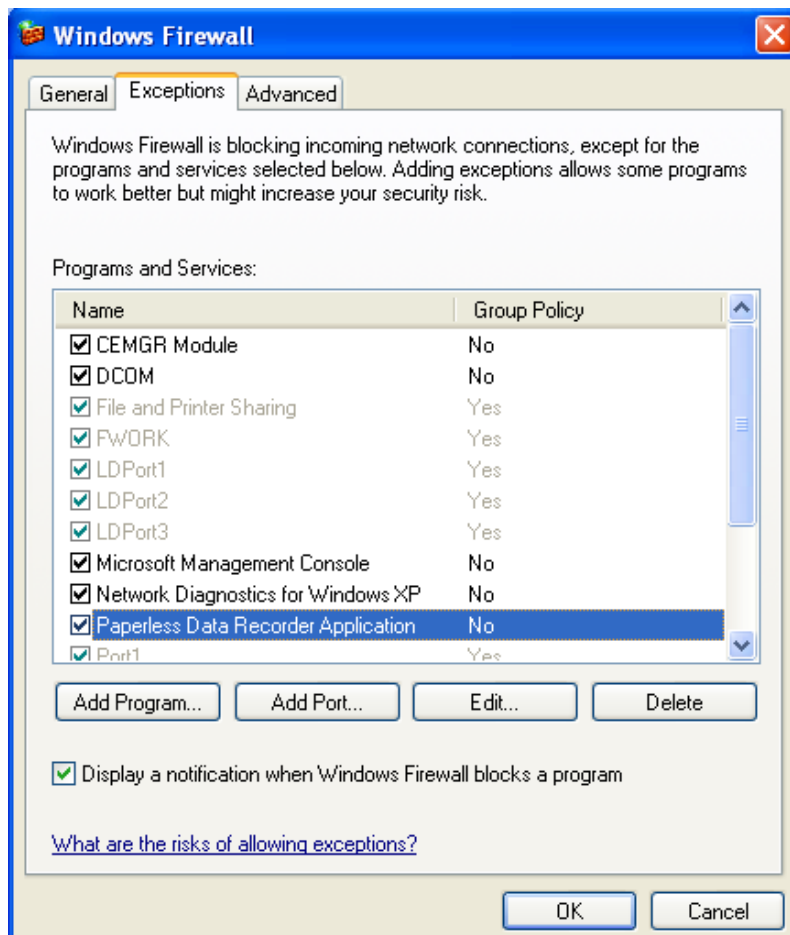 Windows Firewall
General Exceptions Advanced
Windows Firewall is blocking incoming network connections, except for the
programs and services selected below. Adding exceptions allows some programs
to work better but might increase your security risk.
Programs and Services:
Name Group Policy
CEMGR Module No
DCOM No
File and Printer Sharing Yes
FWORK Yes
LDPort1 Yes
LDPort2 Yes
LDPort3 Yes
Microsoft Management Console No
Network Diagnostics for Windows XP No
Paperless Data Recorder Application No
Port1 Yes
Add Program... Add Port... Edit... Delete
Display a notification when Windows Firewall blocks a program
What are the risks of allowing exceptions?
OK Cancel